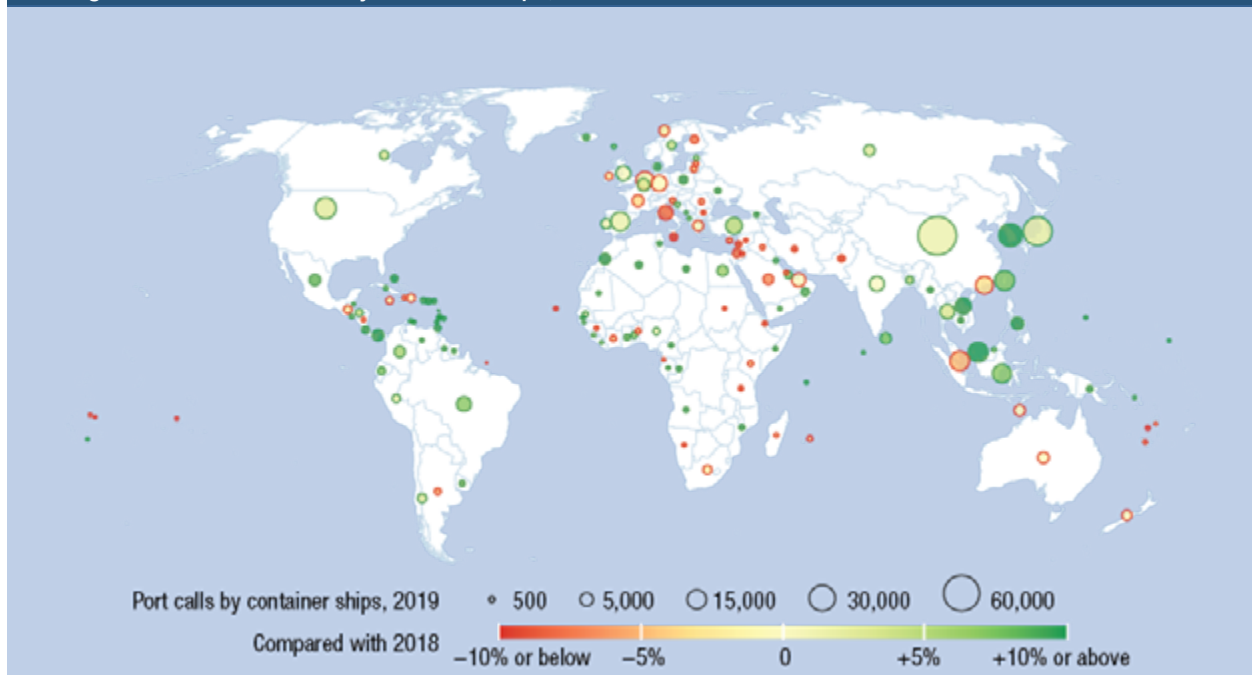 Port calls by container ships, 2019 500 5,000 15,000 30,000 60,000
Compared with 2018 −10% or below −5% 0 +5% +10% or above